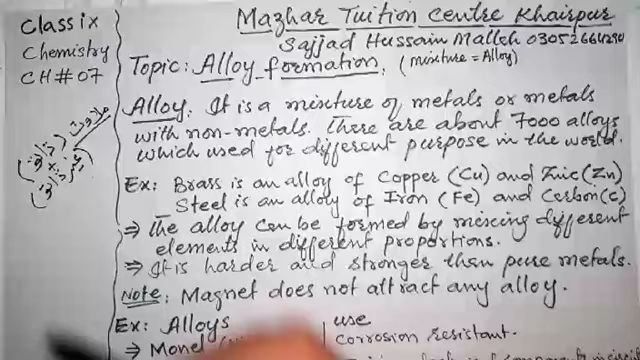 Class ix
Chemistry
CH # 07
Mazhar Tuition Centre Khairpur
Sajjad Hussain Malleh 0305266
Topic: Alloy formation. (mixture = Alloy)
Alloy. It is a mixture of metals or metals
with non-metals. There are about 7000 alloys
which used for different purpose in the world.
Ex: Brass is an alloy of Copper (Cu) and Zinc (Zn)
Steel is an alloy of Iron (Fe) and Carbon (C)
⇒ The alloy can be formed by mixing different
elements in different proportions.
⇒ It is harder and stronger than pure metals.
Note: Magnet does not attract any alloy.
Ex: Alloys use
⇒ Monel corrosion resistant.